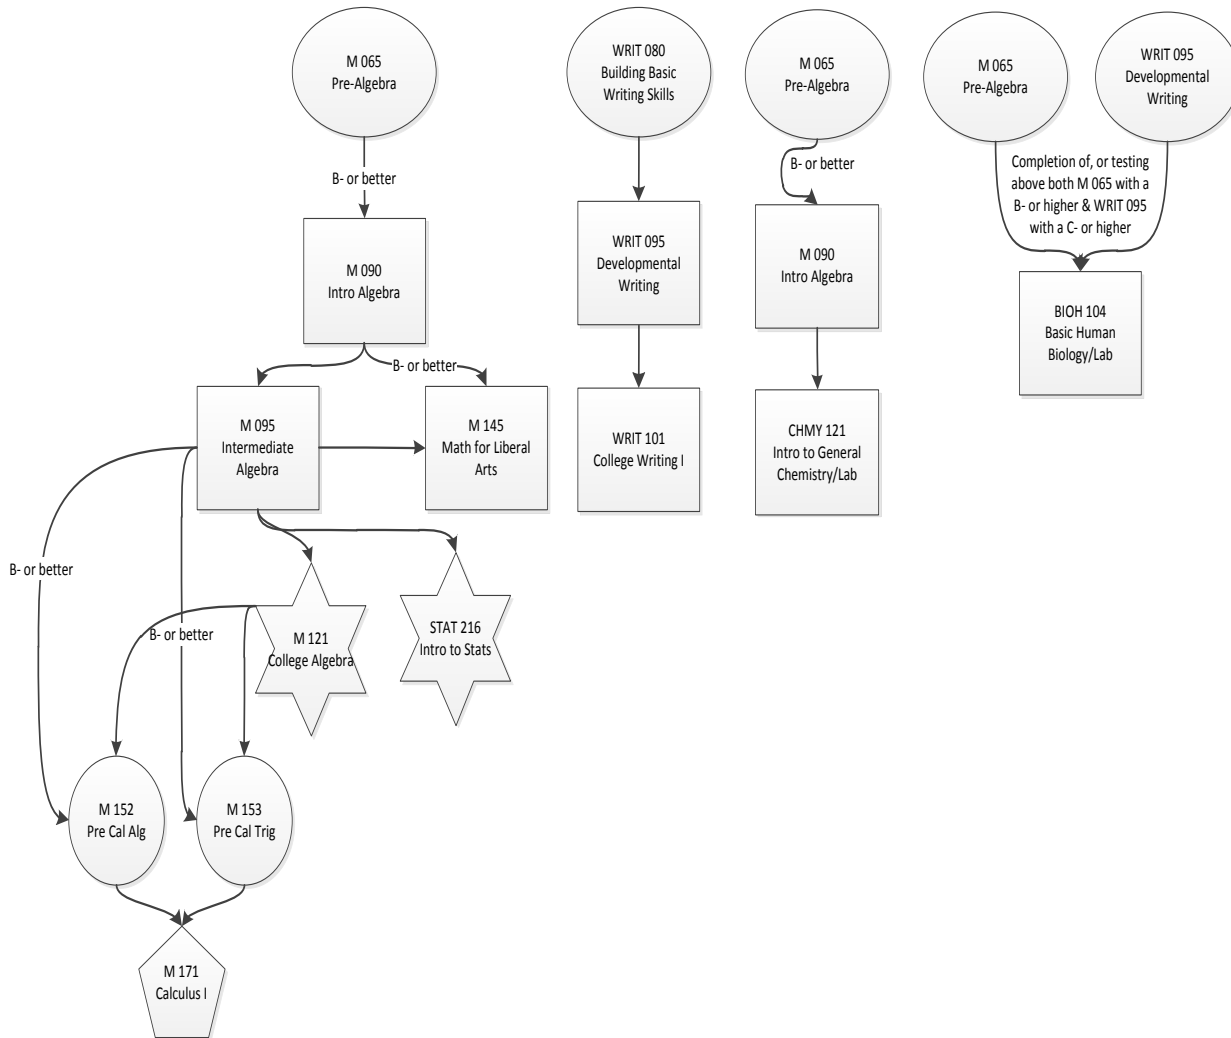 M 065
Pre-Algebra
B- or better
M 090
Intro Algebra
B- or better
M 095
Intermediate
Algebra
M 145
Math for Liberal
Arts
B- or better
B- or better
M 121
College Algebra
STAT 216
Intro to Stats
M 152
Pre Cal Alg
M 153
Pre Cal Trig
M 171
Calculus I
WRIT 080
Building Basic
Writing Skills
WRIT 095
Developmental
Writing
WRIT 101
College Writing I
M 065
Pre-Algebra
B- or better
M 090
Intro Algebra
CHMY 121
Intro to General
Chemistry/Lab
M 065
Pre-Algebra
WRIT 095
Developmental
Writing
Completion of, or testing
above both M 065 with a
B- or higher & WRIT 095
with a C- or higher
BIOH 104
Basic Human
Biology/Lab